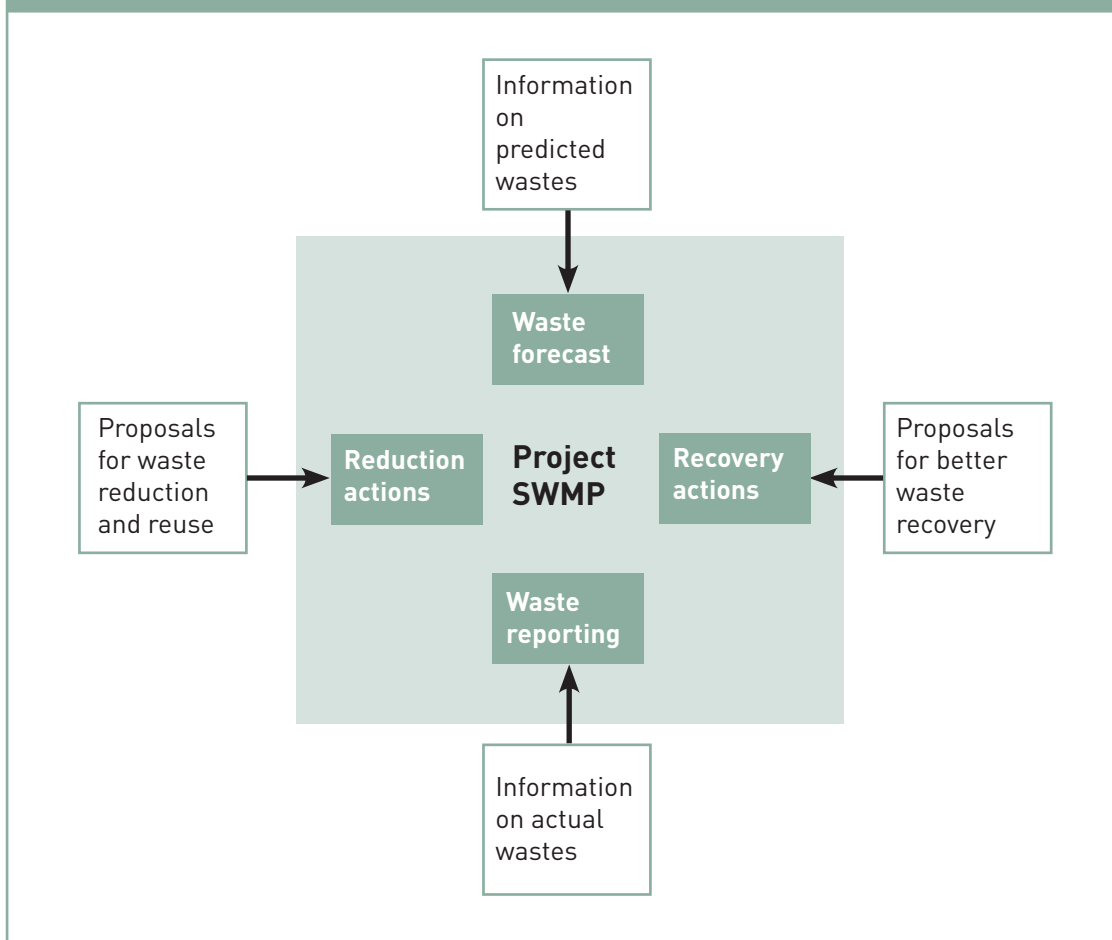 Information
on
predicted
wastes
Waste
forecast
Proposals
for waste
reduction
and reuse
Reduction
actions
Project
SWMP
Recovery
actions
Proposals
for better
waste
recovery
Waste
reporting
Information
on actual
wastes